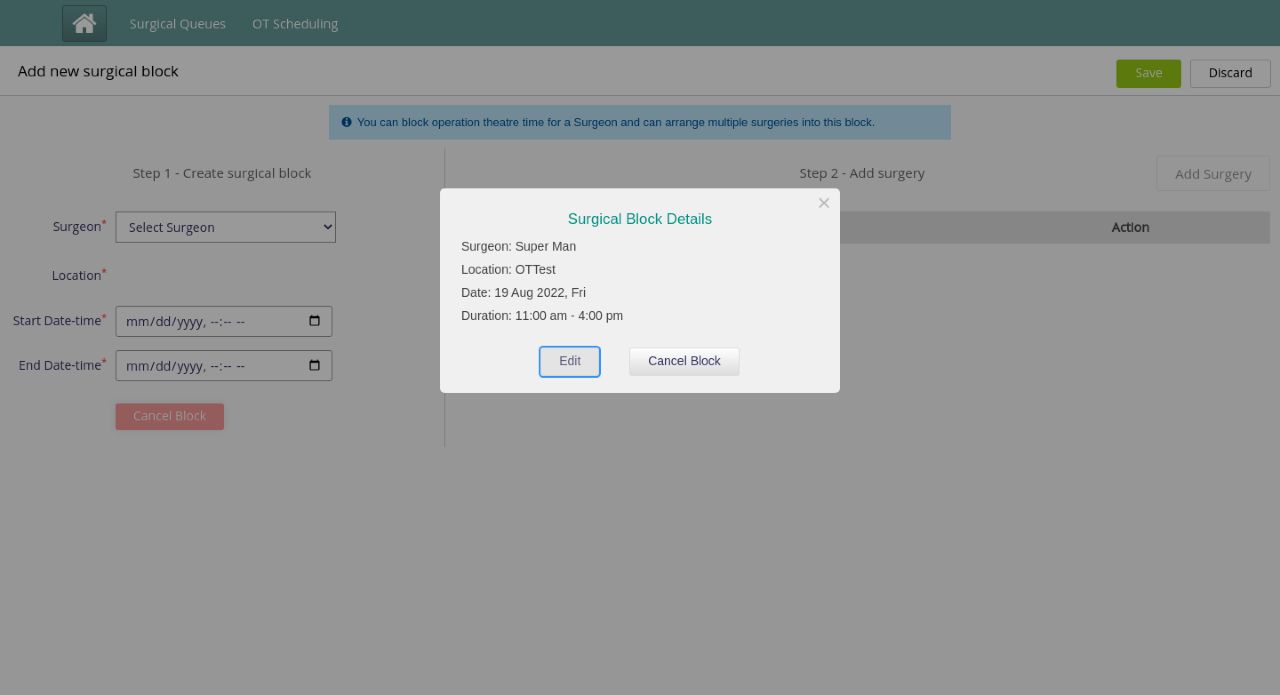 Surgical Queues OT Scheduling
Add new surgical block Save Discard
You can block operation theatre time for a Surgeon and can arrange multiple surgeries into this block.
Step 1 - Create surgical block
Step 2 - Add surgery
Add Surgery
Surgeon* Select Surgeon
Location*
Start Date-time* mm/dd/yyyy, --:-- --
End Date-time* mm/dd/yyyy, --:-- --
Cancel Block
Action
×
Surgical Block Details
Surgeon: Super Man
Location: OTTest
Date: 19 Aug 2022, Fri
Duration: 11:00 am - 4:00 pm
Edit Cancel Block